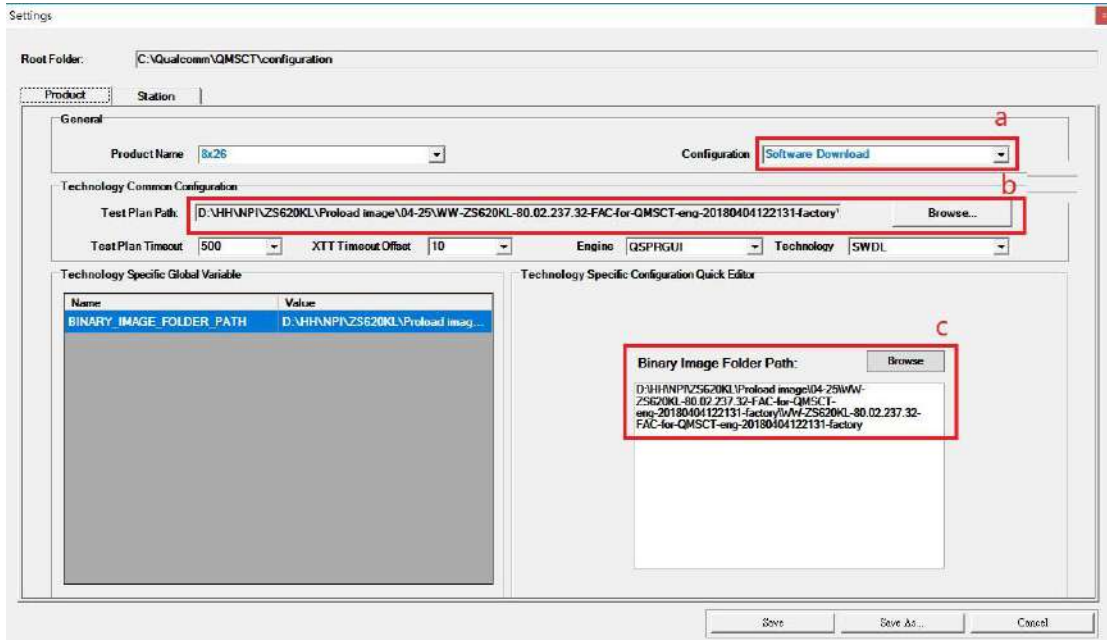 Settings
Root Folder: C:\Qualcomm\QMSCT\configuration
Product Station
General
a
Product Name 8x26 Configuration Software Download
Technology Common Configuration
b
Test Plan Path: D:\HH\NPI\ZS620KL\Proload image\04-25\WW-ZS620KL-80.02.237.32-FAC-for-QMSCT-eng-20180404122131-factory\ Browse...
Test Plan Timeout 500 XTT Timeout Offset 10 Engine QSPRGUI Technology SWDL
Technology Specific Global Variable Technology Specific Configuration Quick Editor
Name Value
BINARY_IMAGE_FOLDER_PATH D:\HH\NPI\ZS620KL\Proload imag...
c
Binary Image Folder Path: Browse
D:\HH\NPI\ZS620KL\Proload image\04-25\WW-
ZS620KL-80.02.237.32-FAC-for-QMSCT-
eng-20180404122131-factory\WW-ZS620KL-80.02.237.32-
FAC-for-QMSCT-eng-20180404122131-factory
Save Save As... Cancel